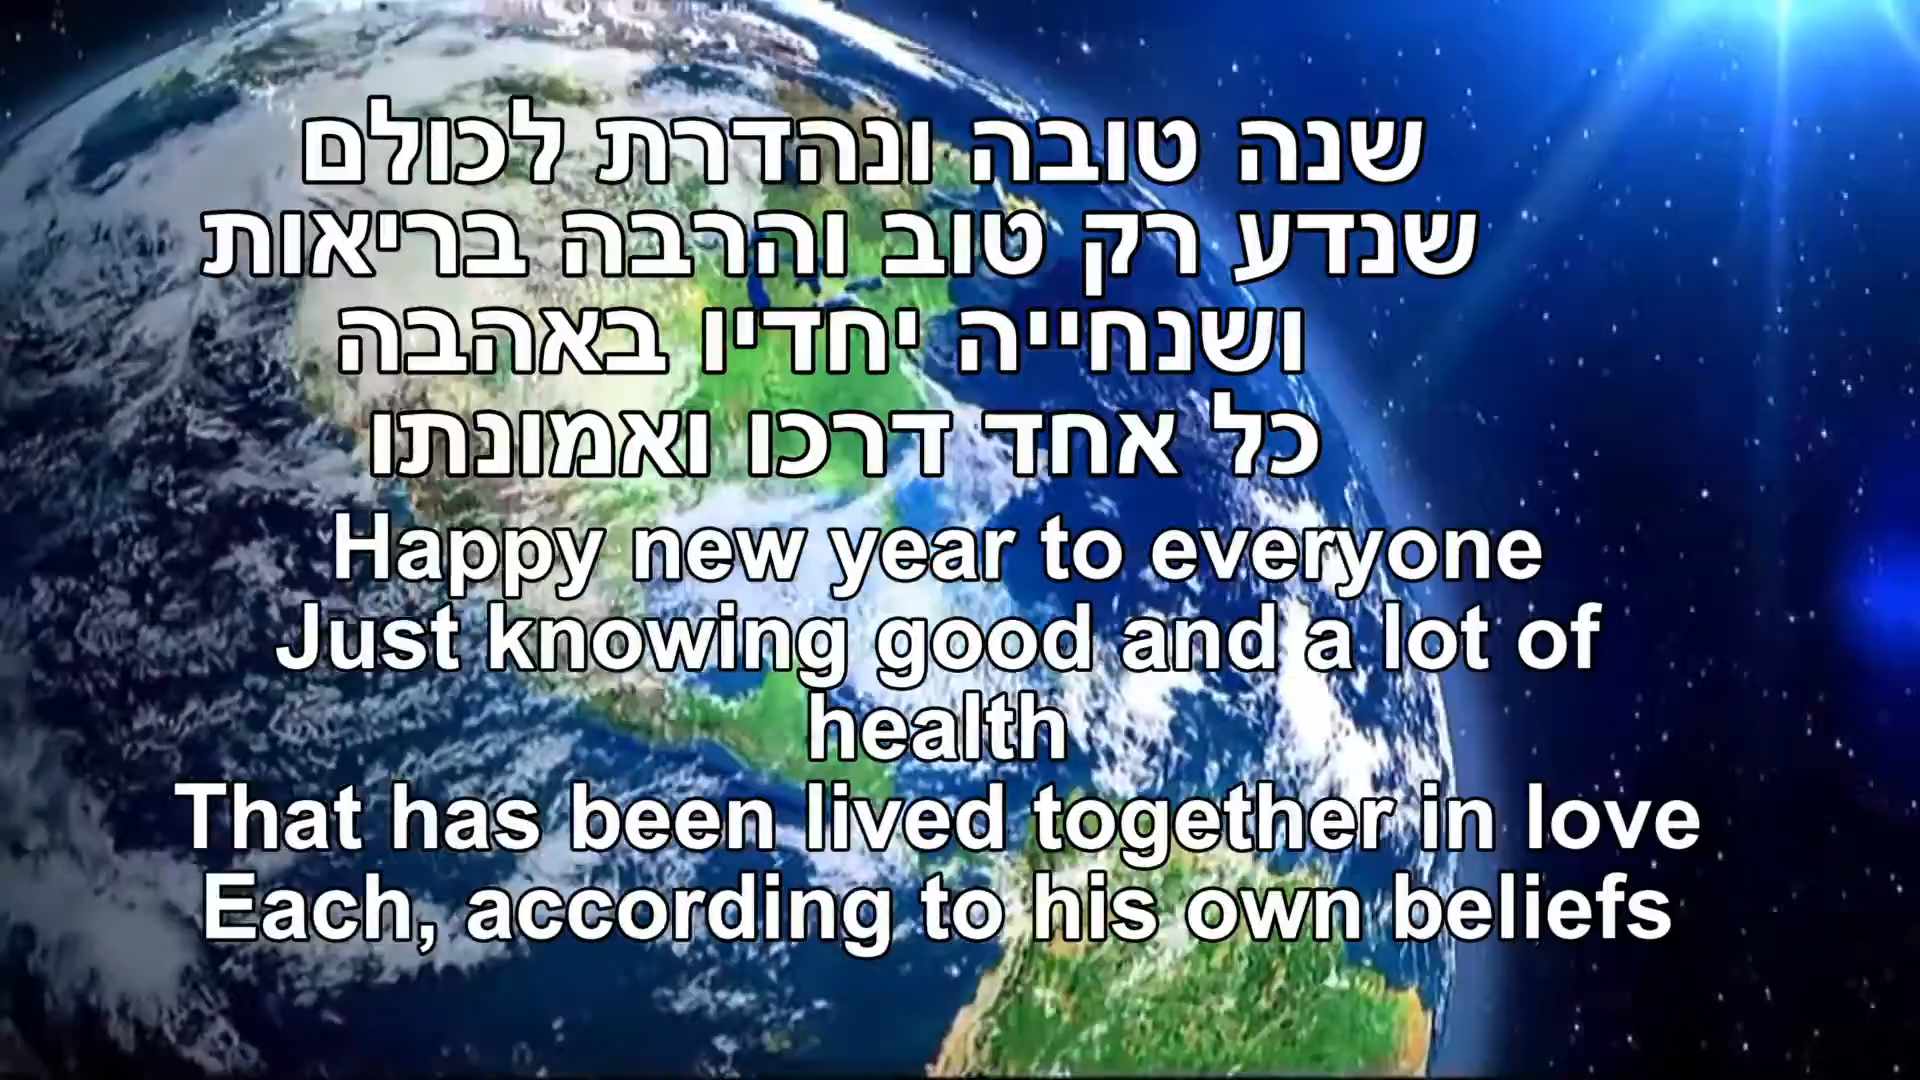 שנה טובה ונהדרת לכולם
שנדע רק טוב והרבה בריאות
ושנחייה יחדיו באהבה
כל אחד דרכו ואמונתו
Happy new year to everyone
Just knowing good and a lot of
health
That has been lived together in love
Each, according to his own beliefs